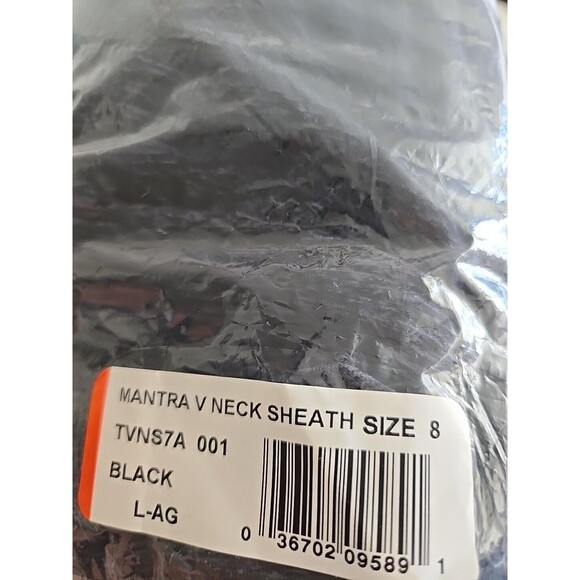 MANTRA V NECK SHEATH SIZE 8
TVNS7A 001
BLACK
L-AG
0 36702 09589 1